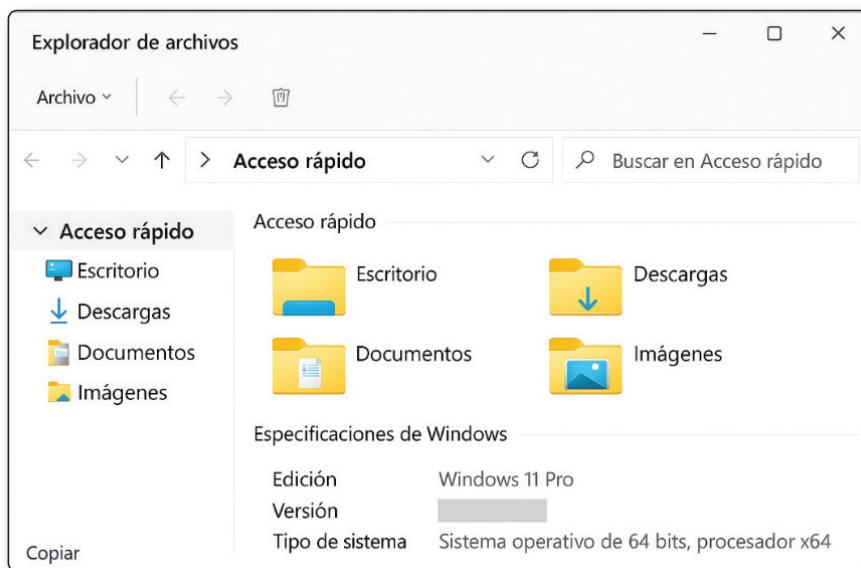 Explorador de archivos
Archivo
Acceso rápido
Buscar en Acceso rápido
Acceso rápido
Escritorio
Descargas
Documentos
Imágenes
Acceso rápido
Escritorio
Descargas
Documentos
Imágenes
Especificaciones de Windows
Edición Windows 11 Pro
Versión
Tipo de sistema Sistema operativo de 64 bits, procesador x64
Copiar